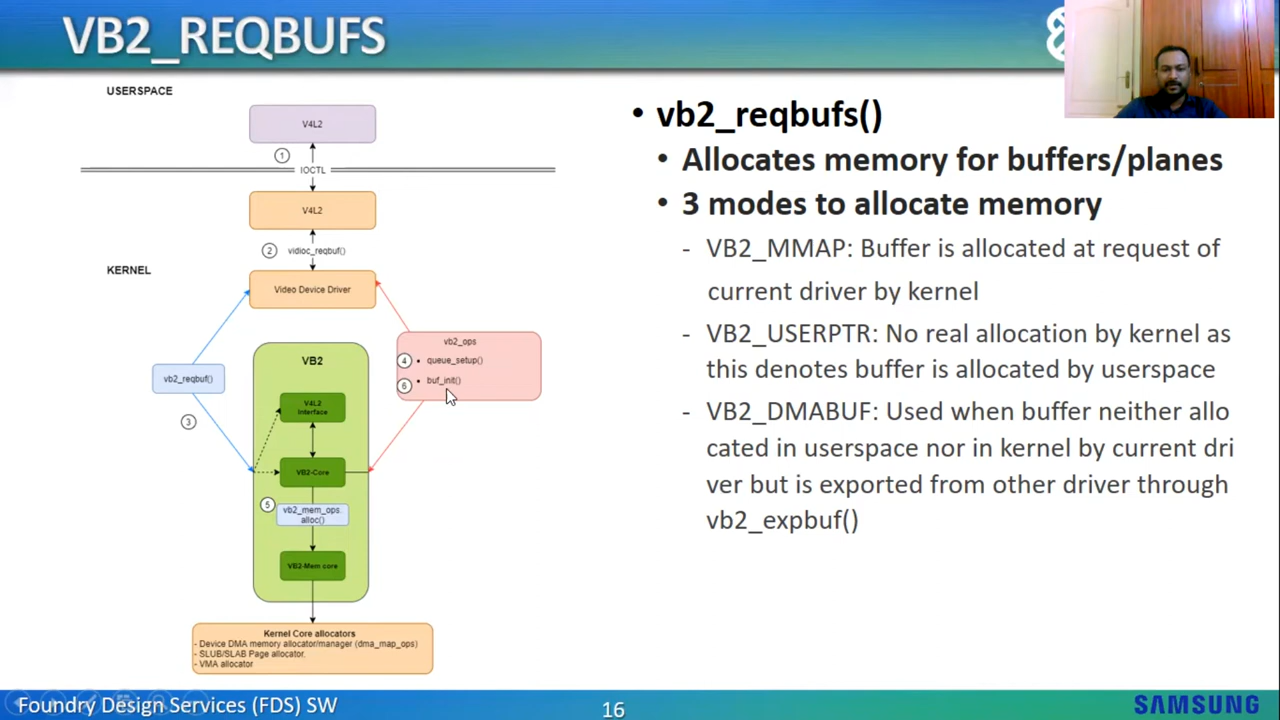 VB2_REQBUFS
USERSPACE
V4L2
1
IOCTL
V4L2
2
vidioc_reqbuf()
KERNEL
Video Device Driver
vb2_reqbuf()
3
vb2_ops
4 • queue_setup()
6 • buf_init()
VB2
V4L2
Interface
VB2-Core
5
vb2_mem_ops.
alloc()
VB2-Mem core
Kernel Core allocators
- Device DMA memory allocator/manager (dma_map_ops)
- SLUB/SLAB Page allocator.
- VMA allocator
• vb2_reqbufs()
• Allocates memory for buffers/planes
• 3 modes to allocate memory
- VB2_MMAP: Buffer is allocated at request of
current driver by kernel
- VB2_USERPTR: No real allocation by kernel as
this denotes buffer is allocated by userspace
- VB2_DMABUF: Used when buffer neither allo
cated in userspace nor in kernel by current dri
ver but is exported from other driver through
vb2_expbuf()
Foundry Design Services (FDS) SW
16
SAMSUNG